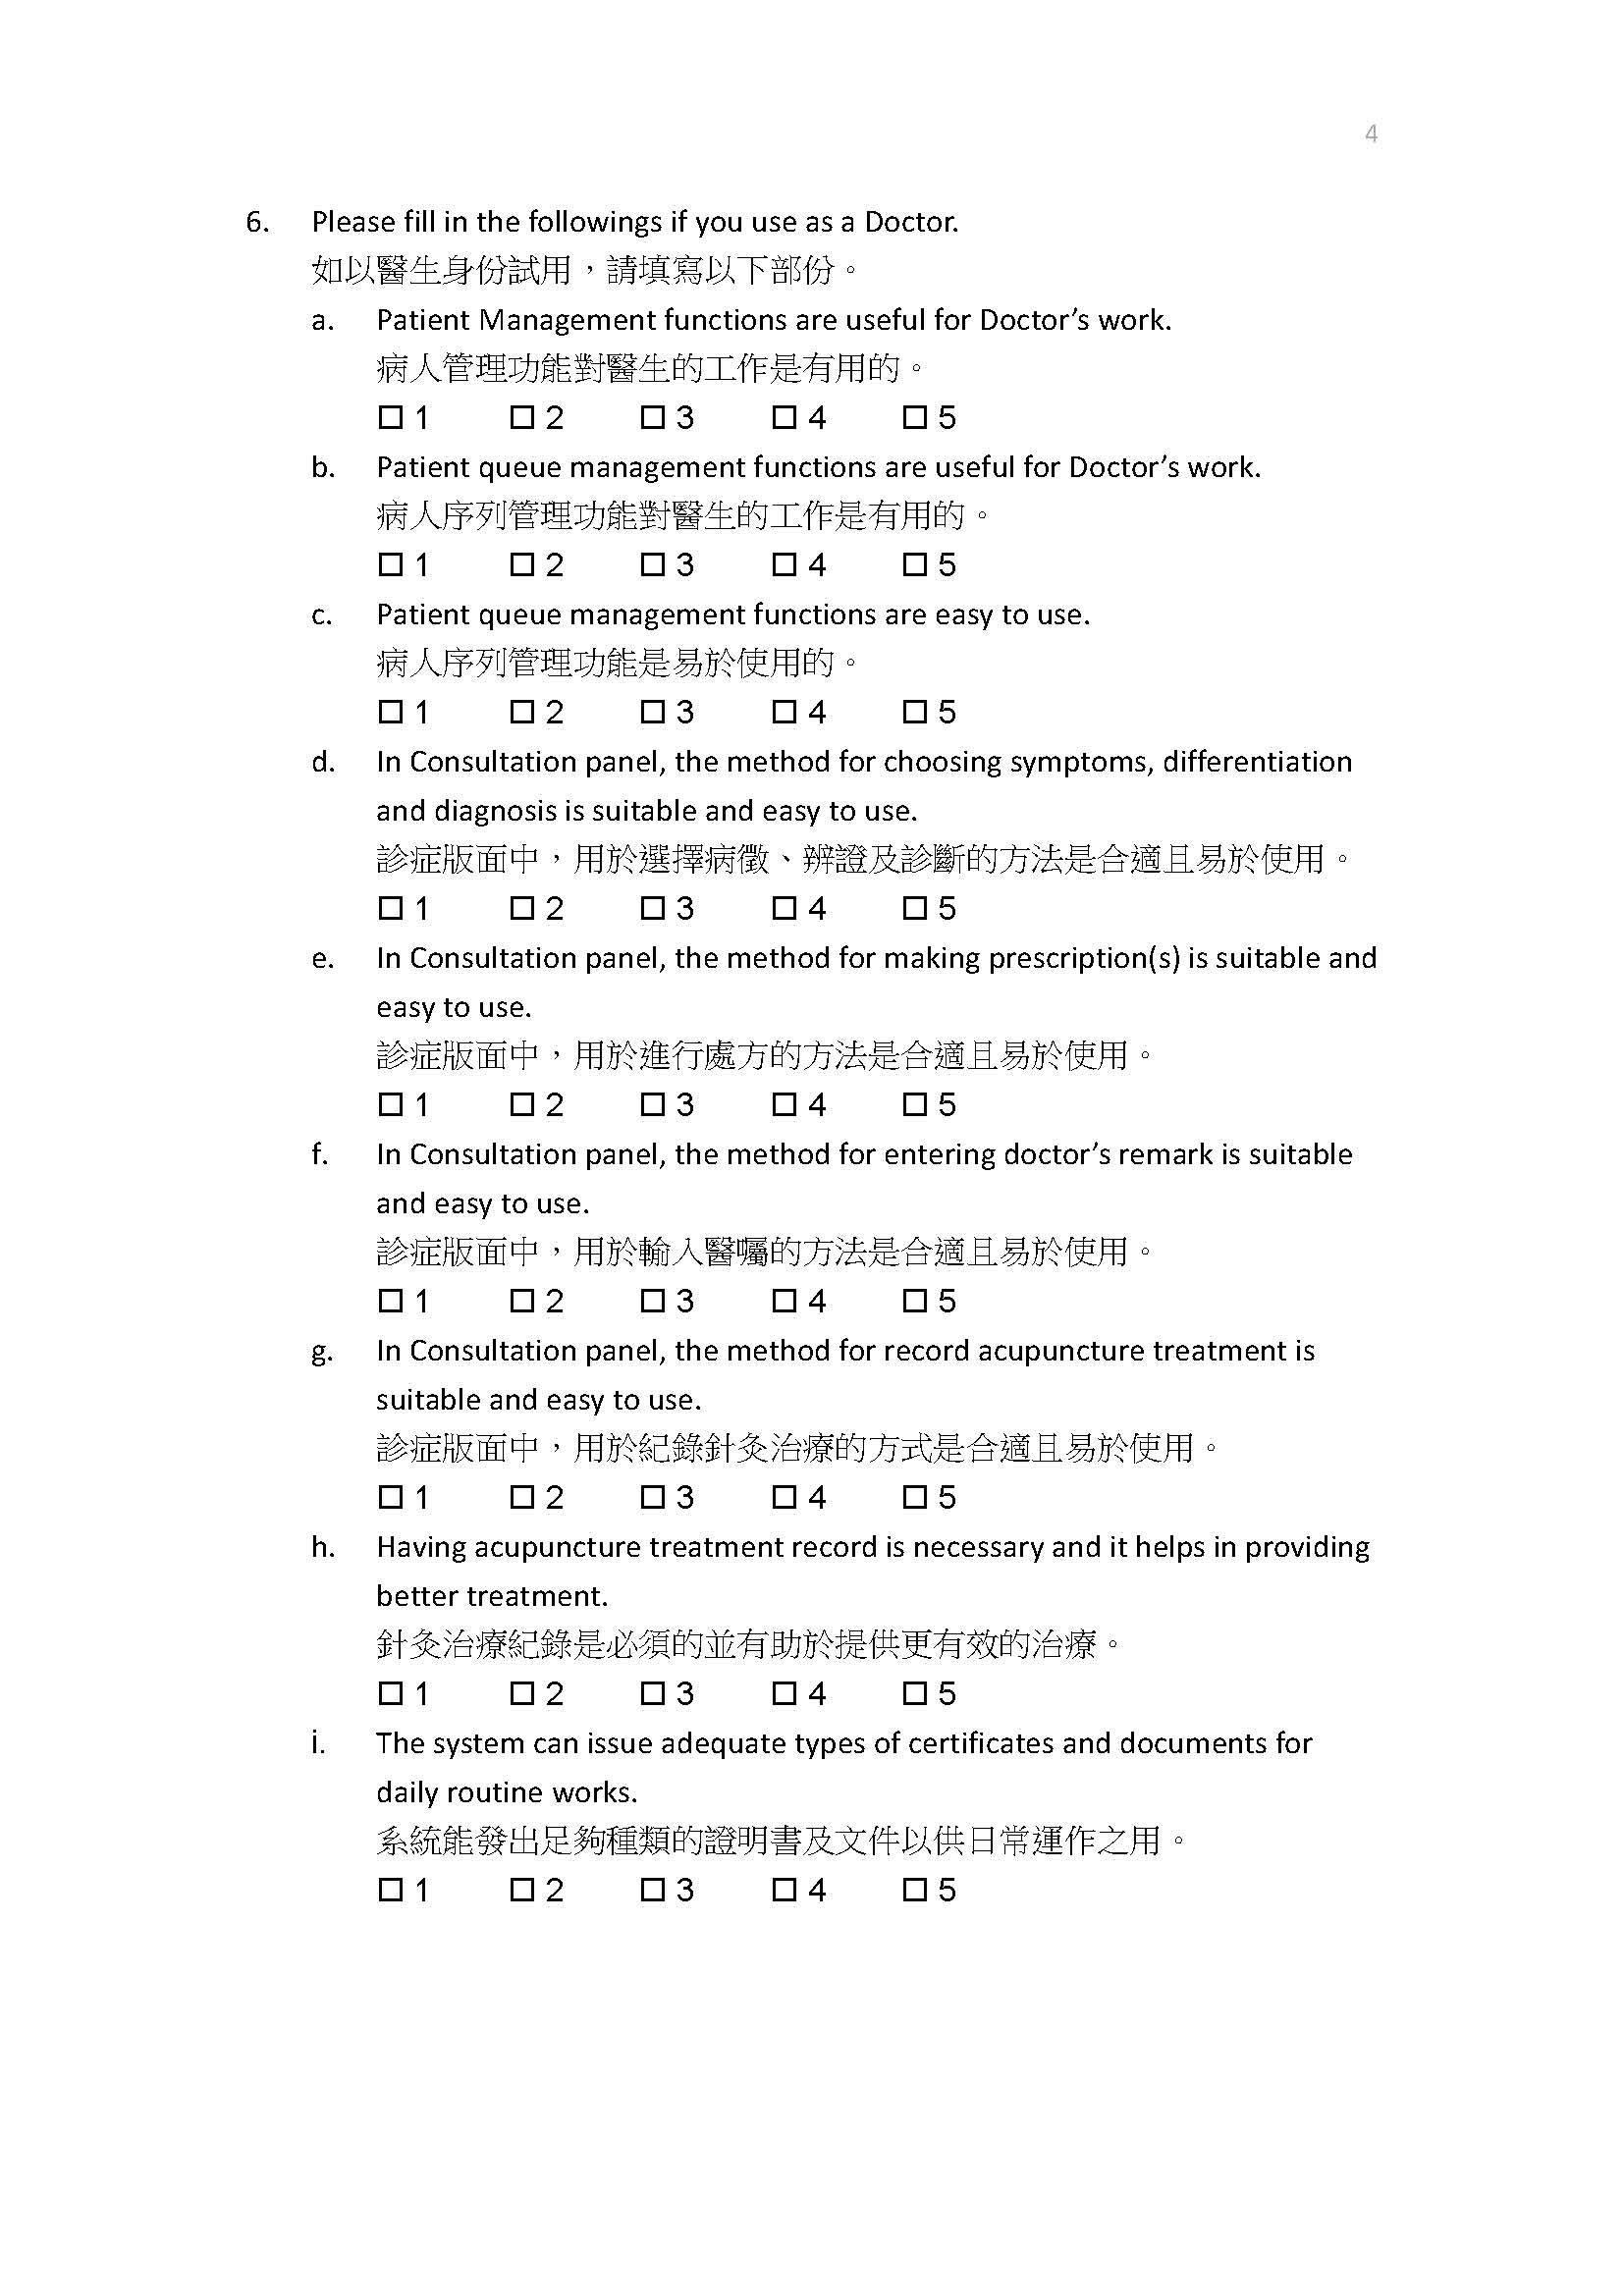 4
6. Please fill in the followings if you use as a Doctor.
如以醫生身份試用，請填寫以下部份。
a. Patient Management functions are useful for Doctor’s work.
病人管理功能對醫生的工作是有用的。
☐ 1 ☐ 2 ☐ 3 ☐ 4 ☐ 5
b. Patient queue management functions are useful for Doctor’s work.
病人序列管理功能對醫生的工作是有用的。
☐ 1 ☐ 2 ☐ 3 ☐ 4 ☐ 5
c. Patient queue management functions are easy to use.
病人序列管理功能是易於使用的。
☐ 1 ☐ 2 ☐ 3 ☐ 4 ☐ 5
d. In Consultation panel, the method for choosing symptoms, differentiation
and diagnosis is suitable and easy to use.
診症版面中，用於選擇病徵、辨證及診斷的方法是合適且易於使用。
☐ 1 ☐ 2 ☐ 3 ☐ 4 ☐ 5
e. In Consultation panel, the method for making prescription(s) is suitable and
easy to use.
診症版面中，用於進行處方的方法是合適且易於使用。
☐ 1 ☐ 2 ☐ 3 ☐ 4 ☐ 5
f. In Consultation panel, the method for entering doctor’s remark is suitable
and easy to use.
診症版面中，用於輸入醫囑的方法是合適且易於使用。
☐ 1 ☐ 2 ☐ 3 ☐ 4 ☐ 5
g. In Consultation panel, the method for record acupuncture treatment is
suitable and easy to use.
診症版面中，用於紀錄針灸治療的方式是合適且易於使用。
☐ 1 ☐ 2 ☐ 3 ☐ 4 ☐ 5
h. Having acupuncture treatment record is necessary and it helps in providing
better treatment.
針灸治療紀錄是必須的並有助於提供更有效的治療。
☐ 1 ☐ 2 ☐ 3 ☐ 4 ☐ 5
i. The system can issue adequate types of certificates and documents for
daily routine works.
系統能發出足夠種類的證明書及文件以供日常運作之用。
☐ 1 ☐ 2 ☐ 3 ☐ 4 ☐ 5